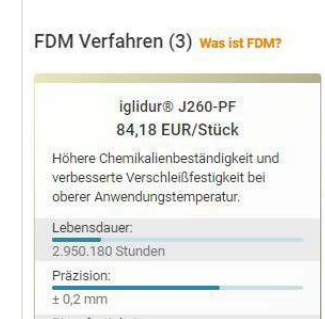 FDM Verfahren (3) Was ist FDM?
iglidur® J260-PF
84,18 EUR/Stück
Höhere Chemikalienbeständigkeit und
verbesserte Verschleißfestigkeit bei
oberer Anwendungstemperatur.
Lebensdauer:
2.950.180 Stunden
Präzision:
± 0,2 mm